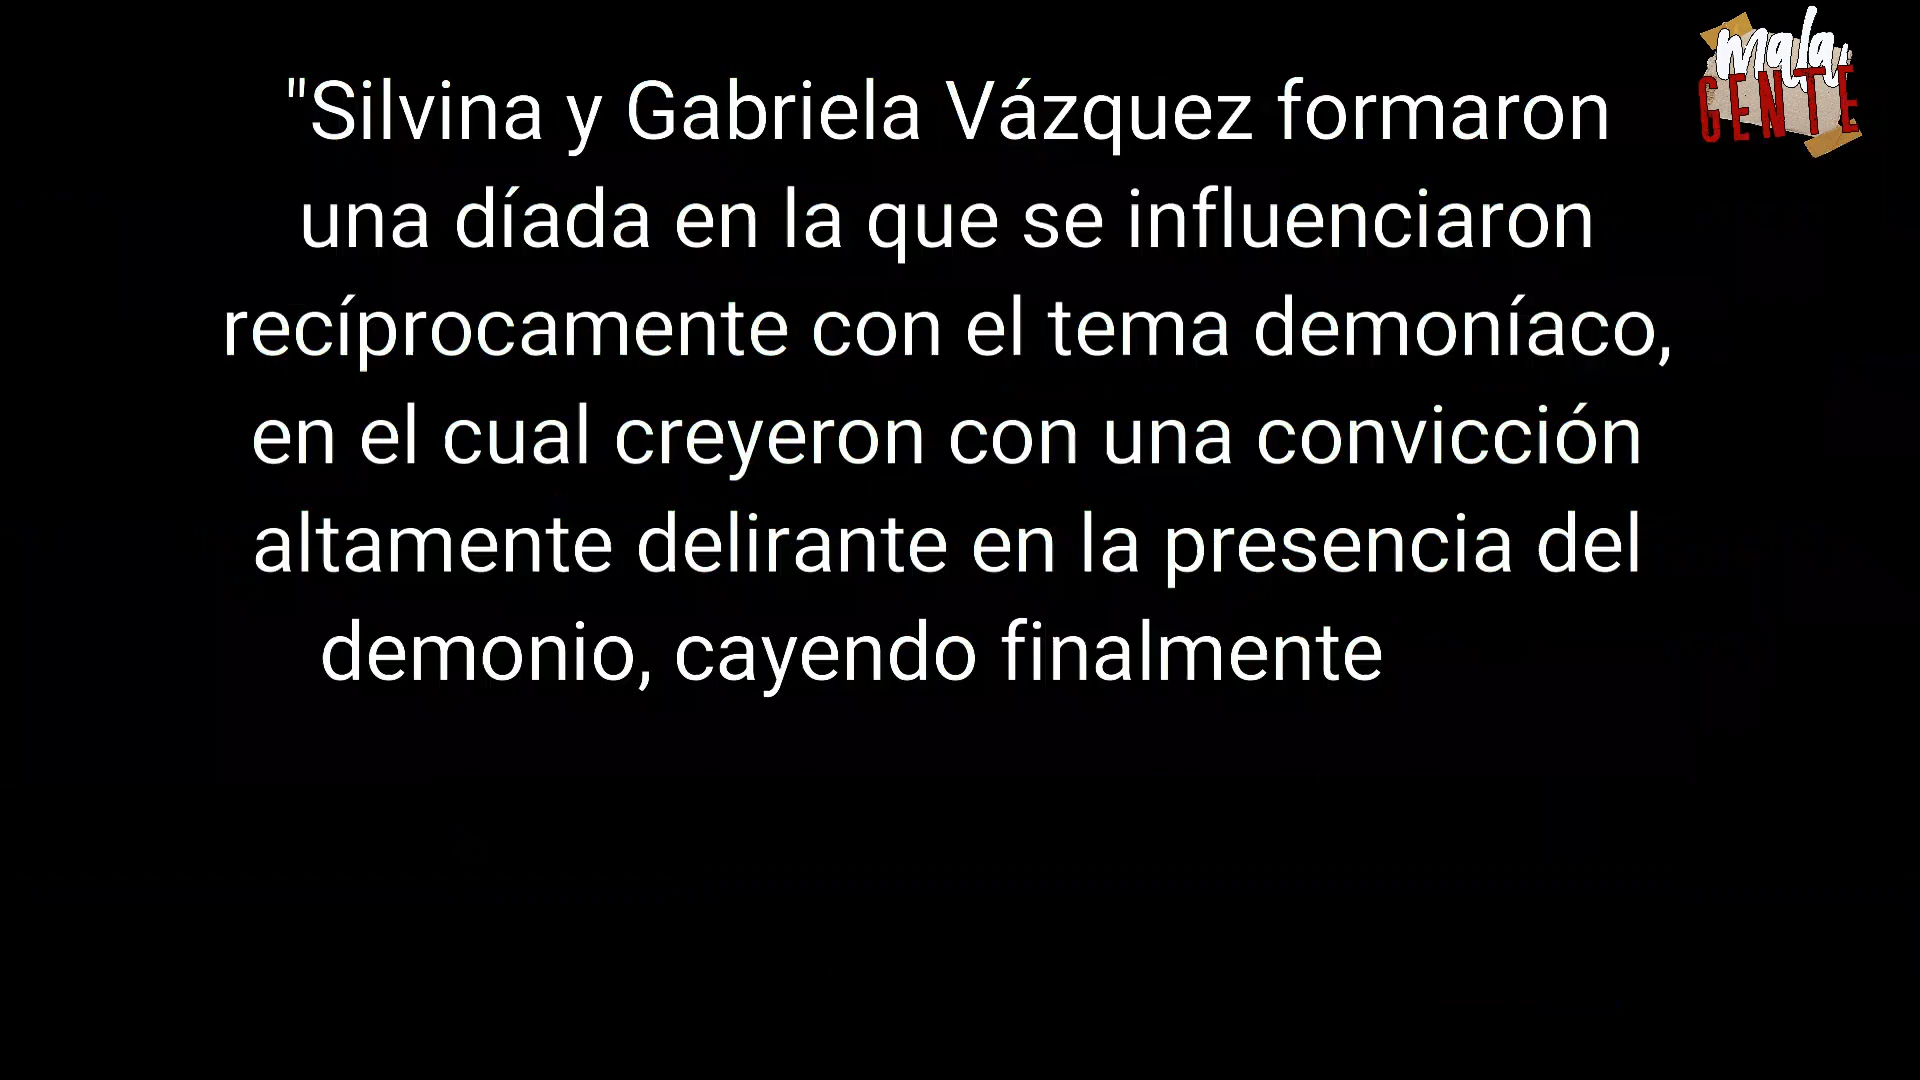 mala
GENTE
"Silvina y Gabriela Vázquez formaron
una díada en la que se influenciaron
recíprocamente con el tema demoníaco,
en el cual creyeron con una convicción
altamente delirante en la presencia del
demonio, cayendo finalmente